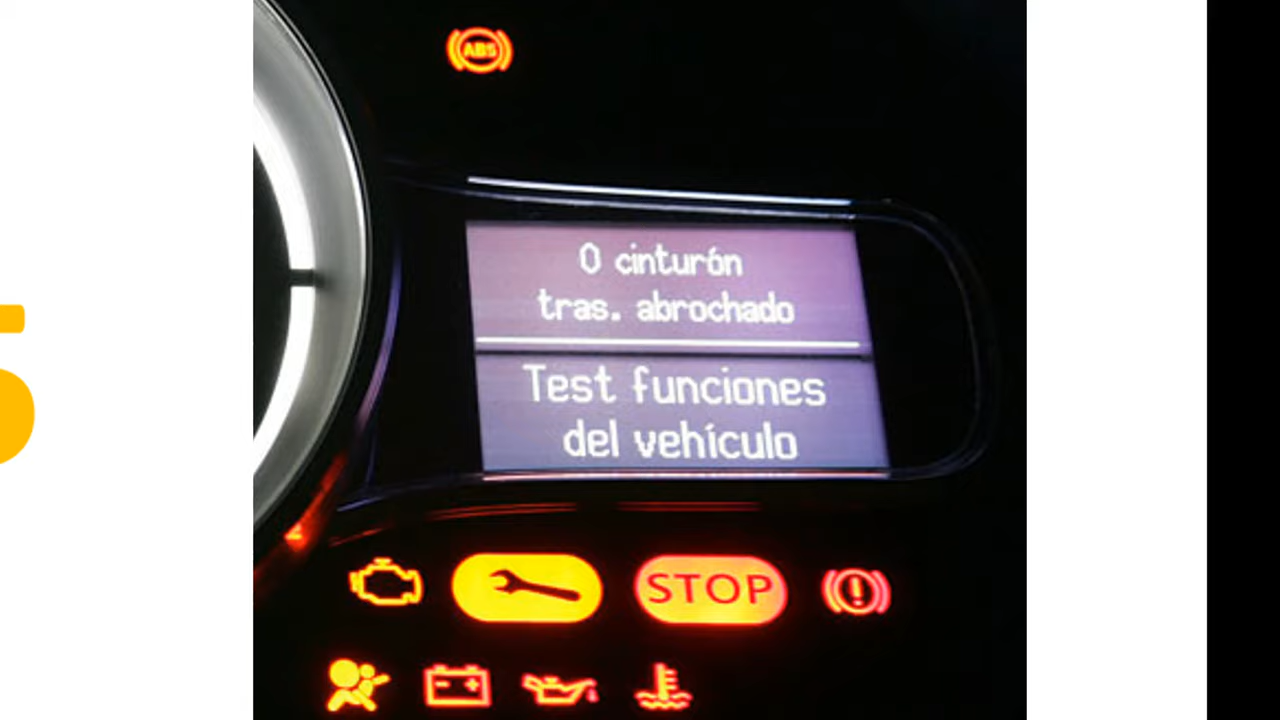 ABS
0 cinturón
tras. abrochado
Test funciones
del vehículo
STOP